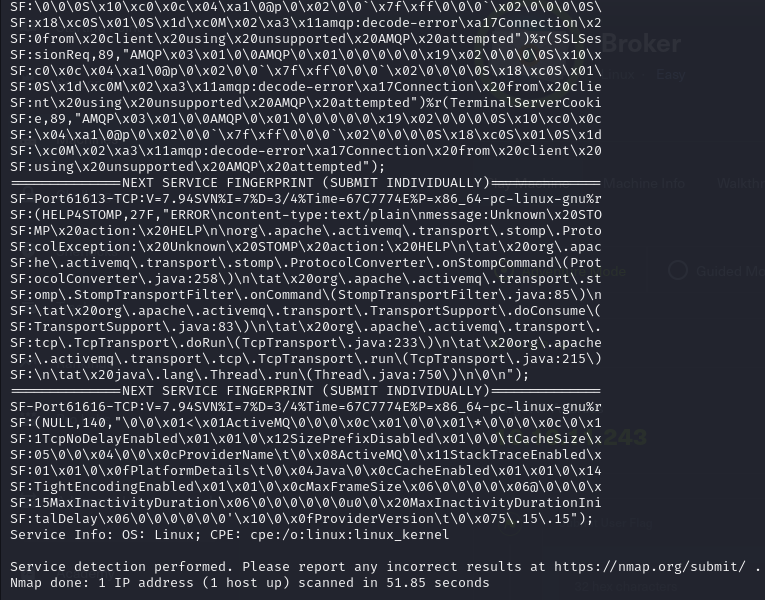 SF:\0\0\0S\x10\xc0\x0c\x04\xa1\0@p\0\x02\0\0`\x7f\xff\0\0\0`\x02\0\0\0\0S\
SF:x18\xc0S\x01\0S\x1d\xc0M\x02\xa3\x11amqp:decode-error\xa17Connection\x2
SF:0from\x20client\x20using\x20unsupported\x20AMQP\x20attempted")%r(SSLSes
SF:sionReq,89,"AMQP\x03\x01\0\0AMQP\0\x01\0\0\0\0\0\x19\x02\0\0\0\0S\x10\x
SF:c0\x0c\x04\xa1\0@p\0\x02\0\0`\x7f\xff\0\0\0`\x02\0\0\0\0S\x18\xc0S\x01\
SF:0S\x1d\xc0M\x02\xa3\x11amqp:decode-error\xa17Connection\x20from\x20clie
SF:nt\x20using\x20unsupported\x20AMQP\x20attempted")%r(TerminalServerCooki
SF:e,89,"AMQP\x03\x01\0\0AMQP\0\x01\0\0\0\0\0\x19\x02\0\0\0\0S\x10\xc0\x0c
SF:\x04\xa1\0@p\0\x02\0\0`\x7f\xff\0\0\0`\x02\0\0\0\0S\x18\xc0S\x01\0S\x1d
SF:\xc0M\x02\xa3\x11amqp:decode-error\xa17Connection\x20from\x20client\x20
SF:using\x20unsupported\x20AMQP\x20attempted");
==============NEXT SERVICE FINGERPRINT (SUBMIT INDIVIDUALLY)==============
SF-Port61613-TCP:V=7.94SVN%I=7%D=3/4%Time=67C7774E%P=x86_64-pc-linux-gnu%r
SF:(HELP4STOMP,27F,"ERROR\ncontent-type:text/plain\nmessage:Unknown\x20STO
SF:MP\x20action:\x20HELP\n\norg\.apache\.activemq\.transport\.stomp\.Proto
SF:colException:\x20Unknown\x20STOMP\x20action:\x20HELP\n\tat\x20org\.apac
SF:he\.activemq\.transport\.stomp\.ProtocolConverter\.onStompCommand\(Prot
SF:ocolConverter\.java:258\)\n\tat\x20org\.apache\.activemq\.transport\.st
SF:omp\.StompTransportFilter\.onCommand\(StompTransportFilter\.java:85\)\n
SF:\tat\x20org\.apache\.activemq\.transport\.TransportSupport\.doConsume\(
SF:TransportSupport\.java:83\)\n\tat\x20org\.apache\.activemq\.transport\.
SF:tcp\.TcpTransport\.doRun\(TcpTransport\.java:233\)\n\tat\x20org\.apache
SF:\.activemq\.transport\.tcp\.TcpTransport\.run\(TcpTransport\.java:215\)
SF:\n\tat\x20java\.lang\.Thread\.run\(Thread\.java:750\)\n\0\n");
==============NEXT SERVICE FINGERPRINT (SUBMIT INDIVIDUALLY)==============
SF-Port61616-TCP:V=7.94SVN%I=7%D=3/4%Time=67C7774E%P=x86_64-pc-linux-gnu%r
SF:(NULL,140,"\0\0\x01<\x01ActiveMQ\0\0\0\x0c\x01\0\0\x01\*\0\0\0\x0c\0\x1
SF:1TcpNoDelayEnabled\x01\x01\0\x12SizePrefixDisabled\x01\0\0\tCacheSize\x
SF:05\0\0\x04\0\0\x0cProviderName\t\0\x08ActiveMQ\0\x11StackTraceEnabled\x
SF:01\x01\0\x0fPlatformDetails\t\0\x04Java\0\x0cCacheEnabled\x01\x01\0\x14
SF:TightEncodingEnabled\x01\x01\0\x0cMaxFrameSize\x06\0\0\0\0\x06@\0\0\0\x
SF:15MaxInactivityDuration\x06\0\0\0\0\0\0u0\0\x20MaxInactivityDurationIni
SF:talDelay\x06\0\0\0\0\0\0'\x10\0\x0fProviderVersion\t\0\x075\.15\.15");
Service Info: OS: Linux; CPE: cpe:/o:linux:linux_kernel

Service detection performed. Please report any incorrect results at https://nmap.org/submit/ .
Nmap done: 1 IP address (1 host up) scanned in 51.85 seconds
Broker
Linux Easy
Machine Info
Guided Mo
243